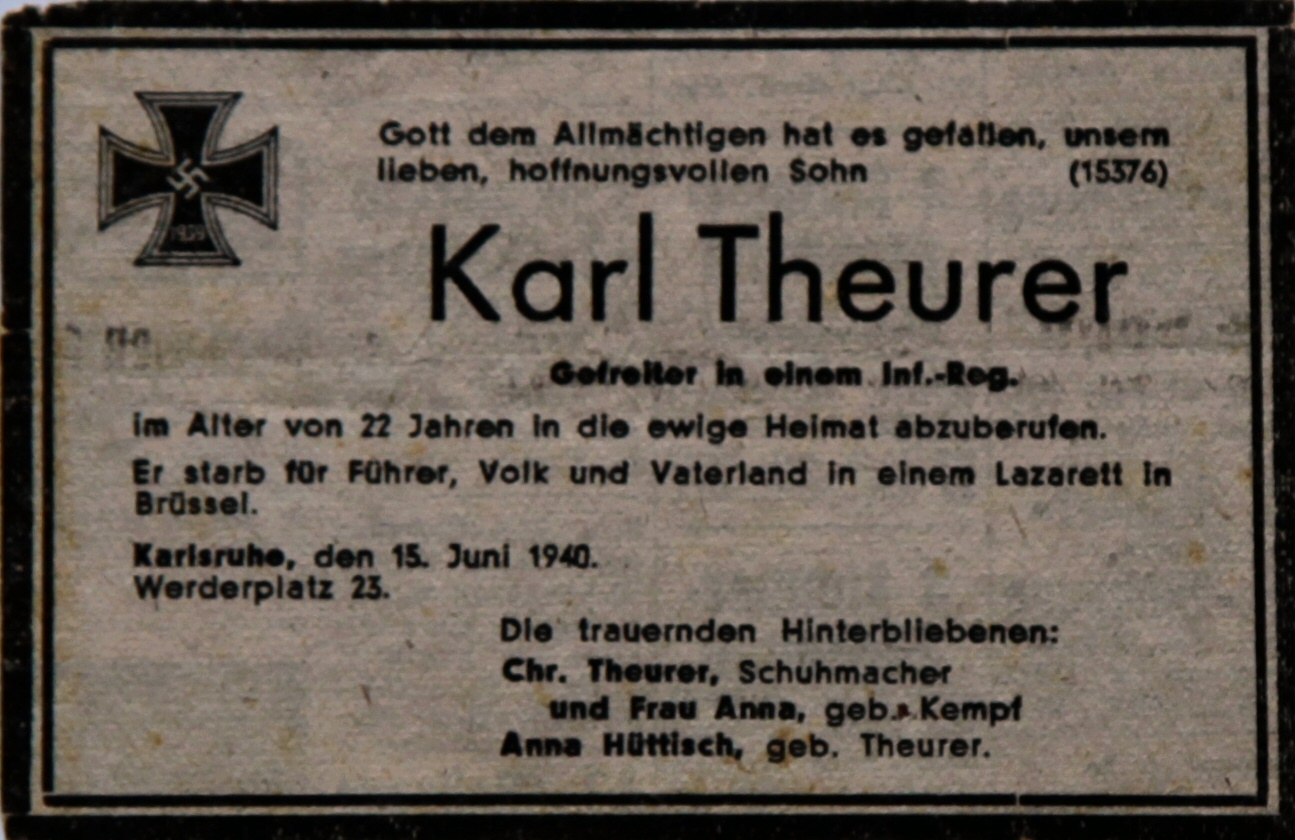 Gott dem Allmächtigen hat es gefallen, unsern
lieben, hoffnungsvollen Sohn (15376)
Karl Theurer
Gefreiter in einem Inf.-Reg.
im Alter von 22 Jahren in die ewige Heimat abzuberufen.
Er starb für Führer, Volk und Vaterland in einem Lazarett in
Brüssel.
Karlsruhe, den 15. Juni 1940.
Werderplatz 23.
Die trauernden Hinterbliebenen:
Chr. Theurer, Schuhmacher
und Frau Anna, geb. Kempf
Anna Hüttisch, geb. Theurer.